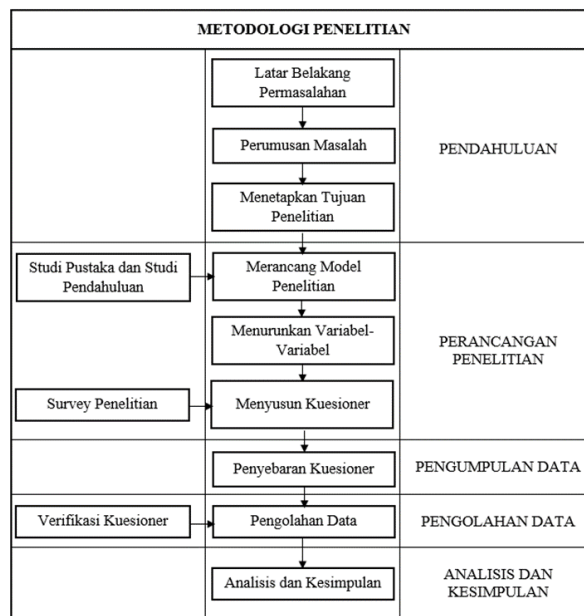 METODOLOGI PENELITIAN
Latar Belakang
Permasalahan
Perumusan Masalah
Menetapkan Tujuan
Penelitian
PENDAHULUAN
Studi Pustaka dan Studi
Pendahuluan
Merancang Model
Penelitian
Menurunkan Variabel-
Variabel
Survey Penelitian
Menyusun Kuesioner
PERANCANGAN
PENELITIAN
Penyebaran Kuesioner
PENGUMPULAN DATA
Verifikasi Kuesioner
Pengolahan Data
PENGOLAHAN DATA
Analisis dan Kesimpulan
ANALISIS DAN
KESIMPULAN